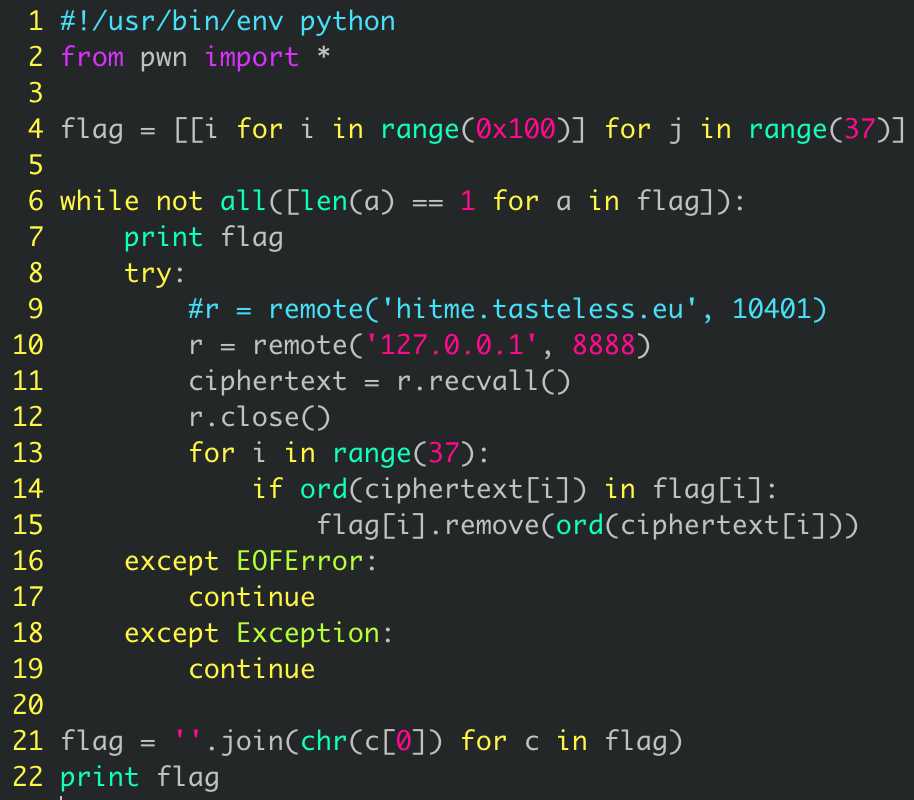 1 #!/usr/bin/env python
2 from pwn import *
3
4 flag = [[i for i in range(0x100)] for j in range(37)]
5
6 while not all([len(a) == 1 for a in flag]):
7     print flag
8     try:
9         #r = remote('hitme.tasteless.eu', 10401)
10         r = remote('127.0.0.1', 8888)
11         ciphertext = r.recvall()
12         r.close()
13         for i in range(37):
14             if ord(ciphertext[i]) in flag[i]:
15                 flag[i].remove(ord(ciphertext[i]))
16     except EOFError:
17         continue
18     except Exception:
19         continue
20
21 flag = ''.join(chr(c[0]) for c in flag)
22 print flag